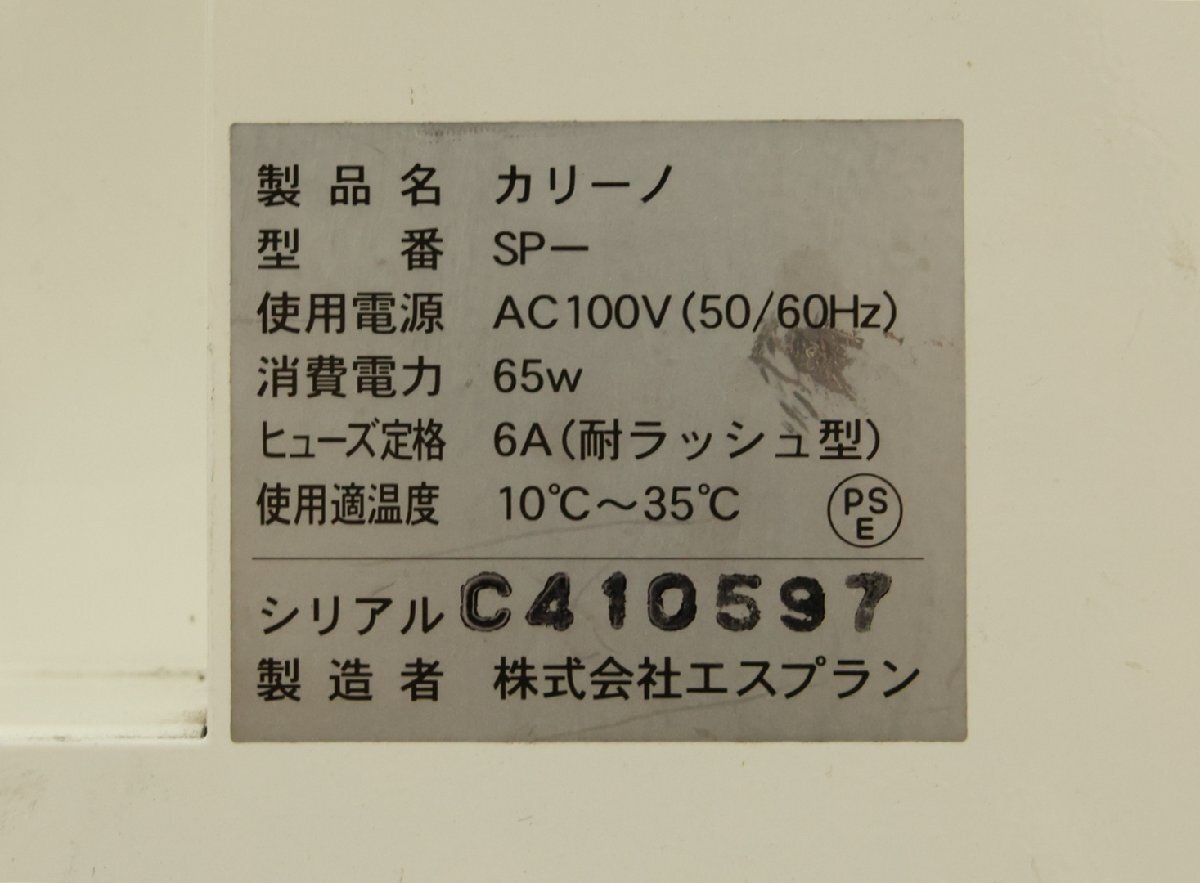 製品名 カリーノ
型番 SPー
使用電源 AC100V(50/60Hz)
消費電力 65w
ヒューズ定格 6A(耐ラッシュ型)
使用適温度 10℃～35℃
PSE
シリアル C410597
製造者 株式会社エスプラン